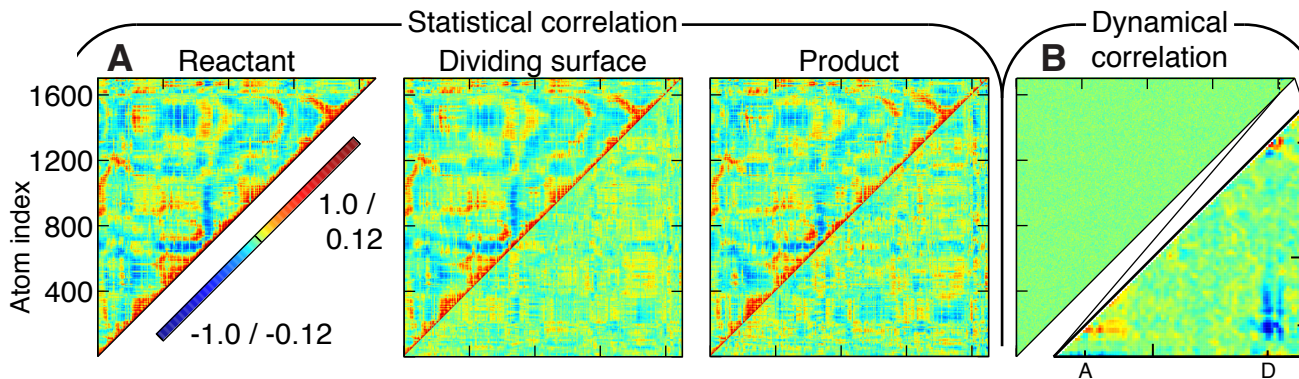 Statistical correlation
Dynamical
correlation
A
Reactant
Dividing surface
Product
B
Atom index
1600
1200
800
400
1.0 /
0.12
-1.0 / -0.12
A
D